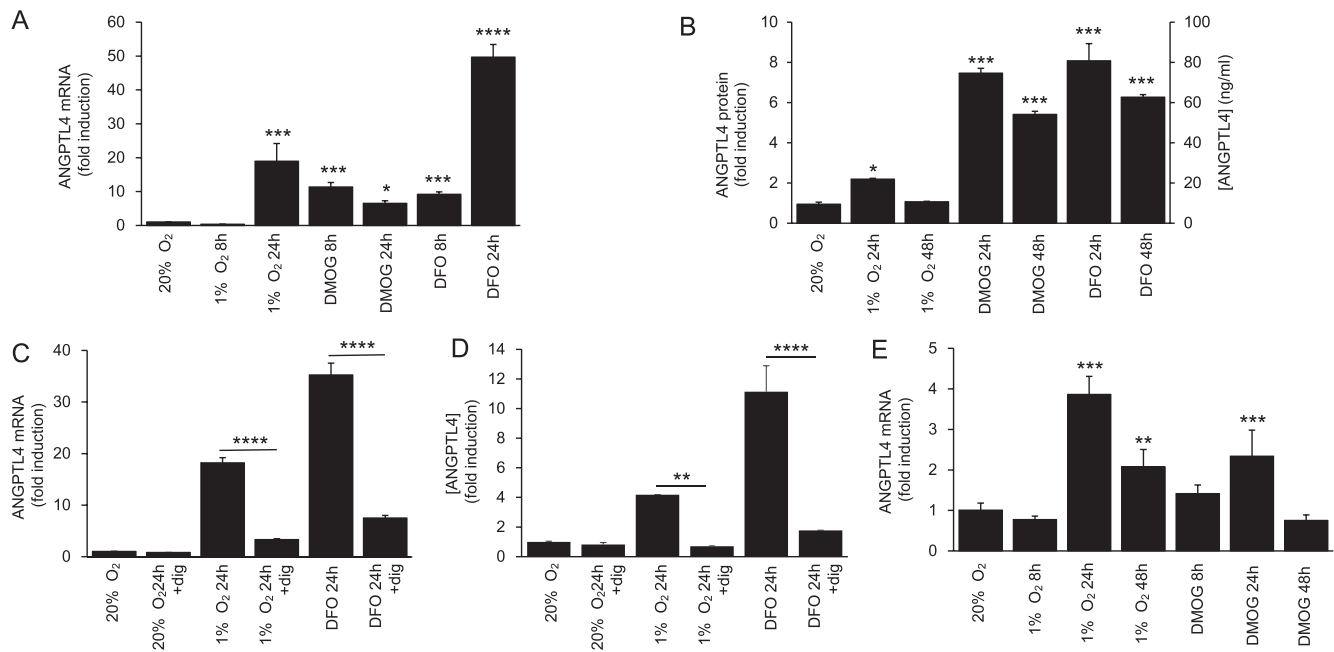 A
ANGPTL4 mRNA
(fold induction)
60
50
40
30
20
10
0
***
***
*
***
****
20% O₂
1% O₂ 8h
1% O₂ 24h
DMOG 8h
DMOG 24h
DFO 8h
DFO 24h
B
ANGPTL4 protein
(fold induction)
10
8
6
4
2
0
*
***
***
***
***
100
80
60
40
20
0
[ANGPTL4] (ng/ml)
20% O₂
1% O₂ 24h
1% O₂ 48h
DMOG 24h
DMOG 48h
DFO 24h
DFO 48h
C
ANGPTL4 mRNA
(fold induction)
40
30
20
10
0
****
****
20% O₂
20% O₂24h
+dig
1% O₂ 24h
1% O₂ 24h
+dig
DFO 24h
DFO 24h
+dig
D
[ANGPTL4]
(fold induction)
14
12
10
8
6
4
2
0
**
****
20% O₂
20% O₂24h
+dig
1% O₂ 24h
1% O₂ 24h
+dig
DFO 24h
DFO 24h
+dig
E
ANGPTL4 mRNA
(fold induction)
5
4
3
2
1
0
***
**
***
20% O₂
1% O₂ 8h
1% O₂ 24h
1% O₂ 48h
DMOG 8h
DMOG 24h
DMOG 48h